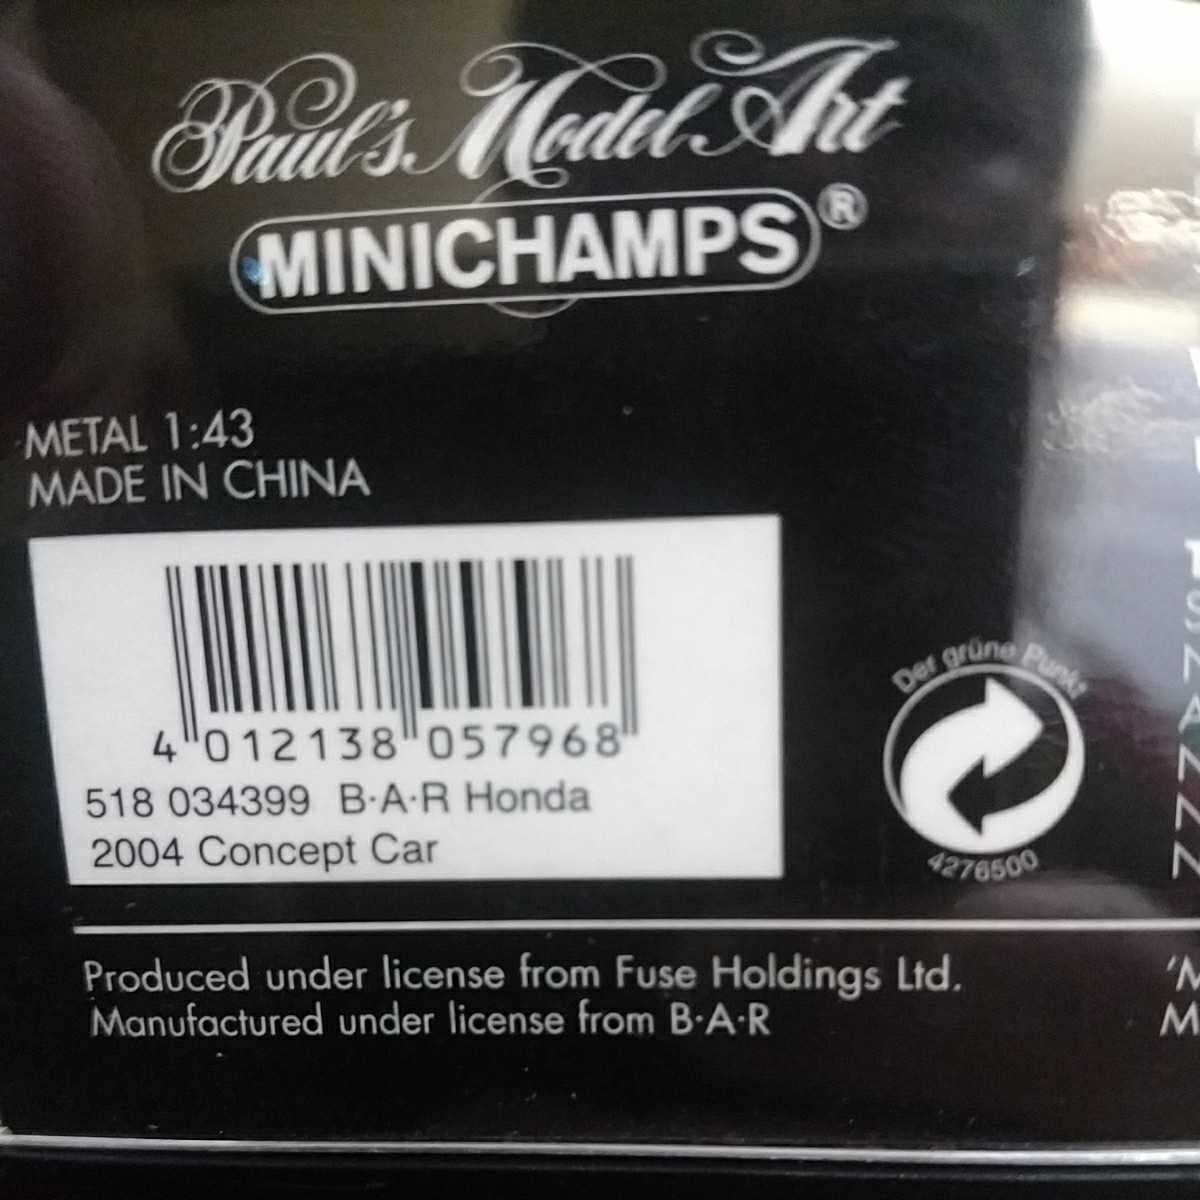 Paul's Model Art
MINICHAMPS®
METAL 1:43
MADE IN CHINA
4 012138 057968
518 034399 B·A·R Honda
2004 Concept Car
Der grüne Punkt
4276500
Produced under license from Fuse Holdings Ltd.
Manufactured under license from B·A·R